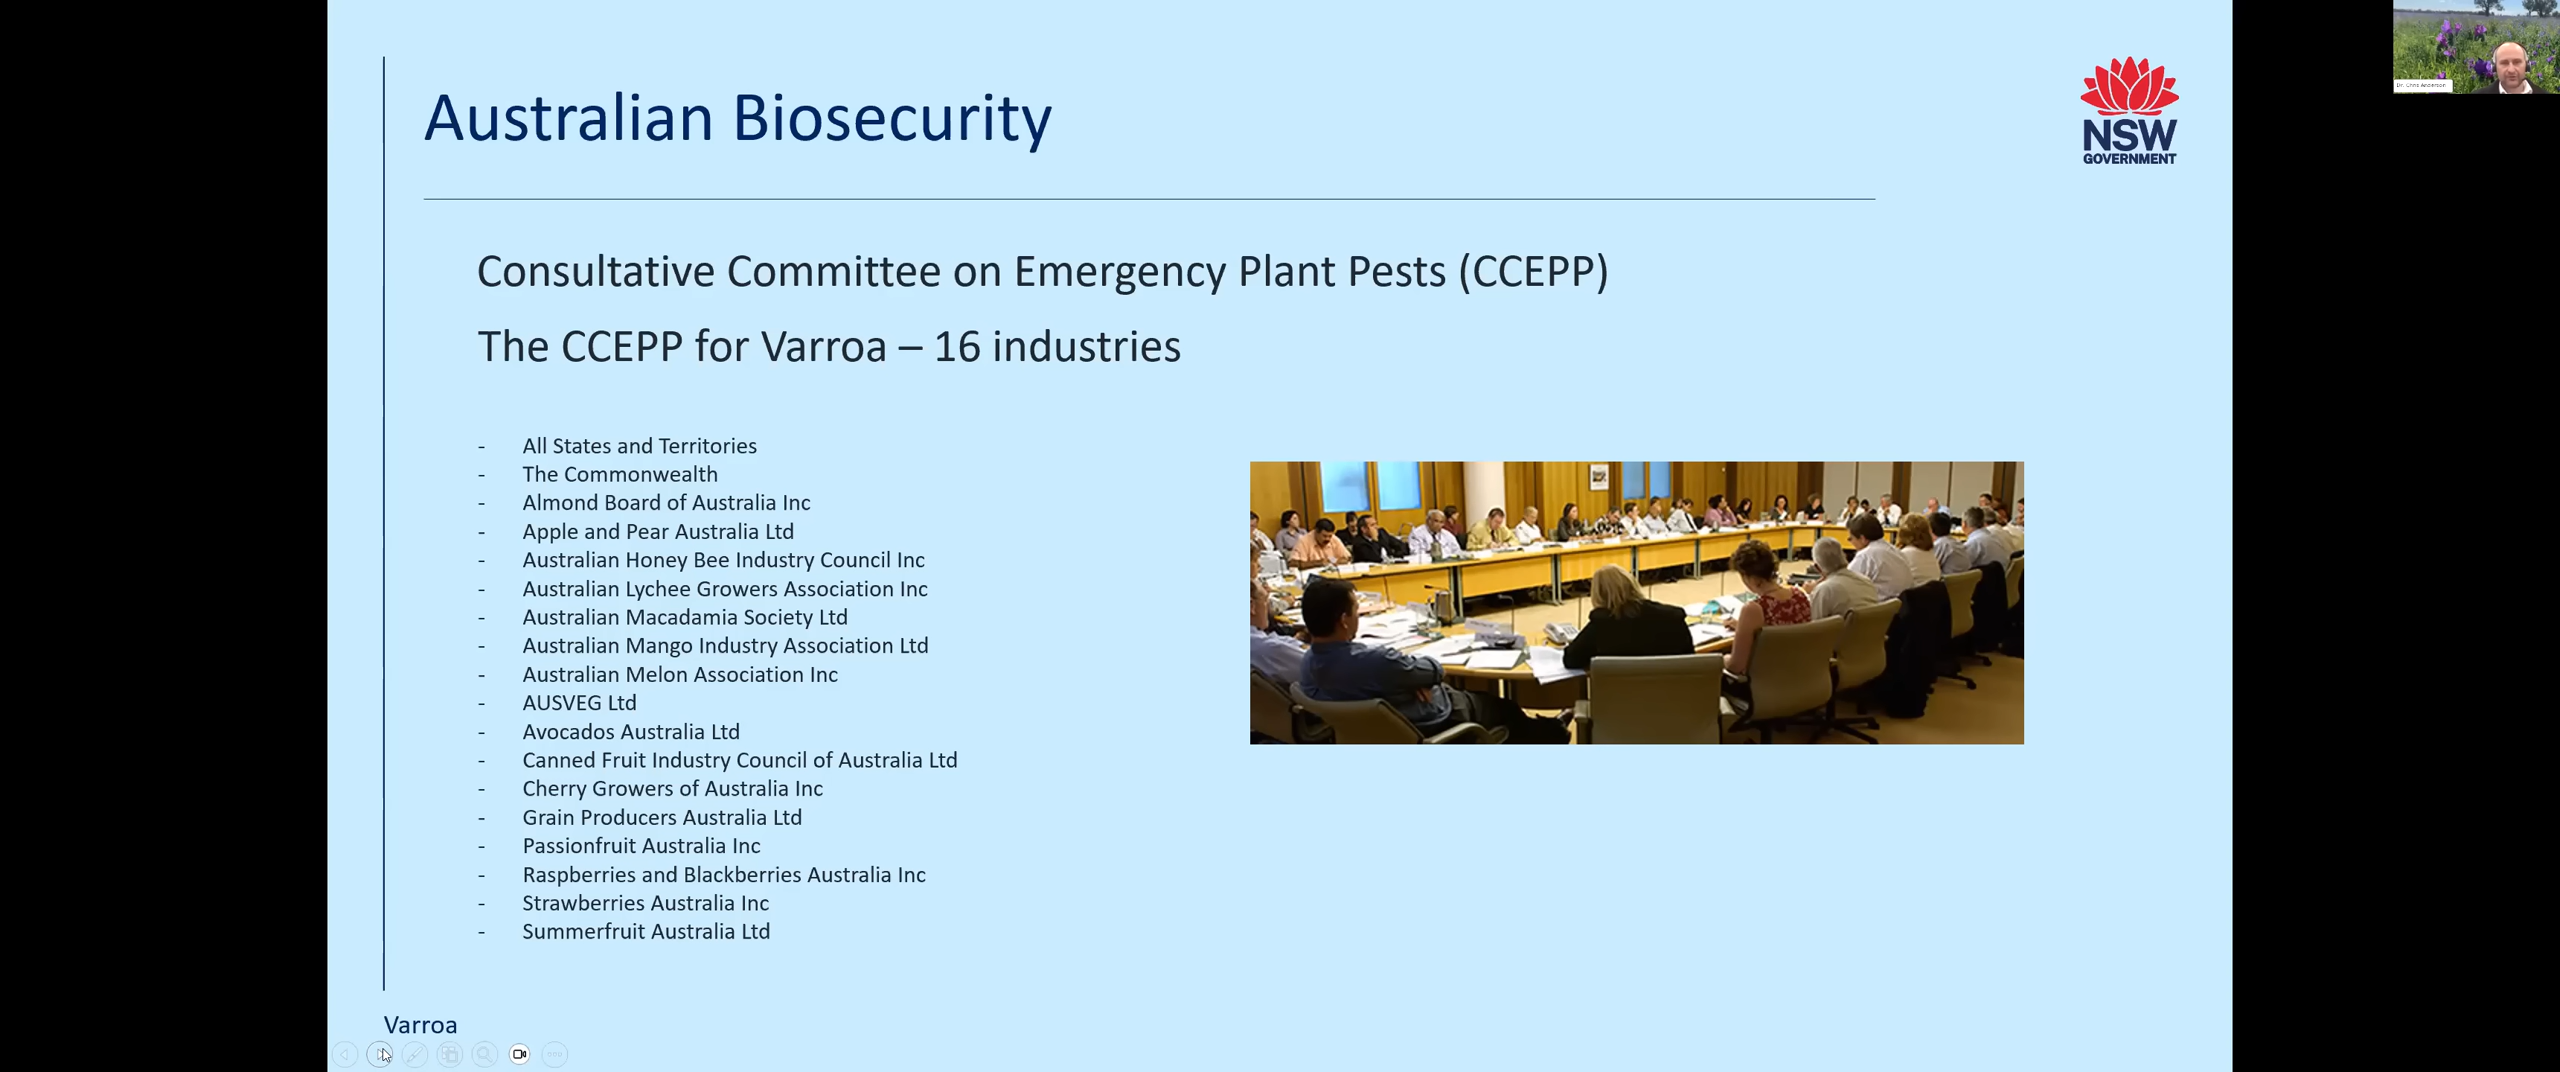 Australian Biosecurity
NSW
GOVERNMENT
Dr. Chris Anderson
Consultative Committee on Emergency Plant Pests (CCEPP)
The CCEPP for Varroa – 16 industries
- All States and Territories
- The Commonwealth
- Almond Board of Australia Inc
- Apple and Pear Australia Ltd
- Australian Honey Bee Industry Council Inc
- Australian Lychee Growers Association Inc
- Australian Macadamia Society Ltd
- Australian Mango Industry Association Ltd
- Australian Melon Association Inc
- AUSVEG Ltd
- Avocados Australia Ltd
- Canned Fruit Industry Council of Australia Ltd
- Cherry Growers of Australia Inc
- Grain Producers Australia Ltd
- Passionfruit Australia Inc
- Raspberries and Blackberries Australia Inc
- Strawberries Australia Inc
- Summerfruit Australia Ltd
Varroa